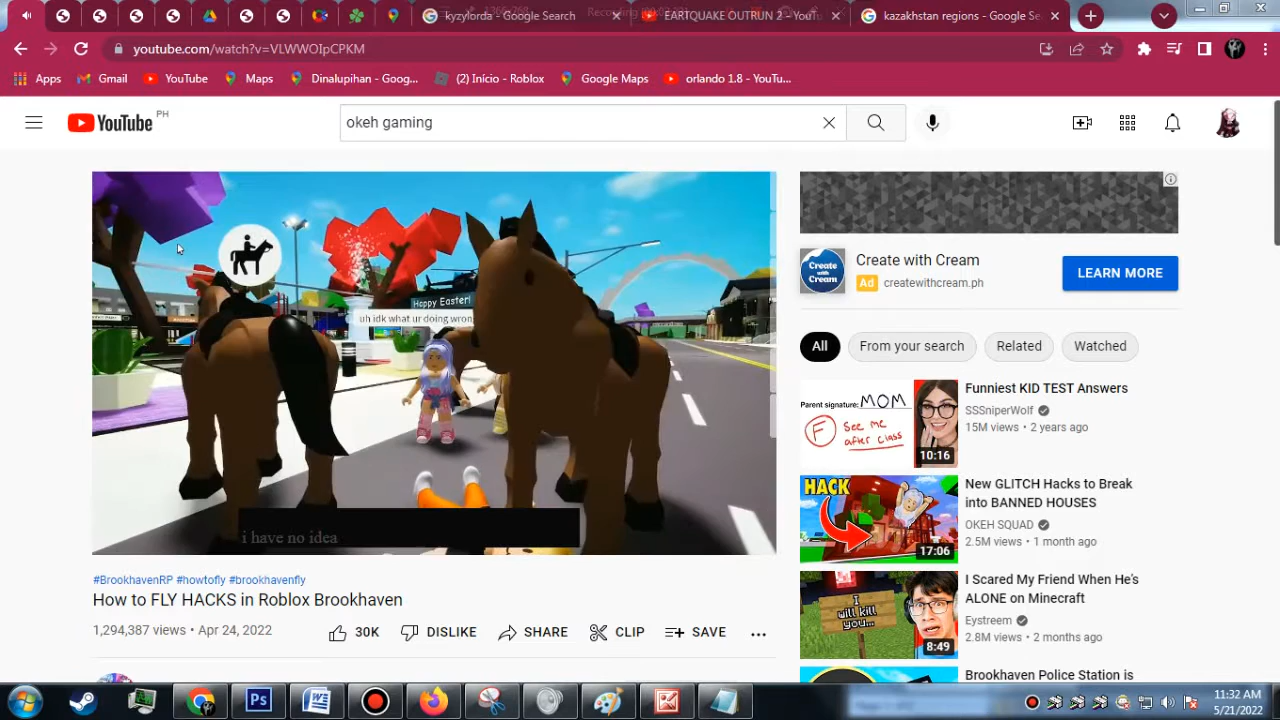 kyzylorda - Google Search
EARTQUAKE OUTRUN 2 - YouTu
kazakhstan regions - Google Se
youtube.com/watch?v=VLWWOIpCPKM
Apps
Gmail
YouTube
Maps
Dinalupihan - Goog...
(2) Início - Roblox
Google Maps
orlando 1.8 - YouTu...
YouTube
PH
okeh gaming
Happy Easter!
uh idk what ur doing wron
i have no idea
Create with Cream
Create with Cream
Ad
createwithcream.ph
LEARN MORE
All
From your search
Related
Watched
Parent signature: MOM
F
See me
after class
10:16
Funniest KID TEST Answers
SSSniperWolf
15M views • 2 years ago
HACK
17:06
New GLITCH Hacks to Break
into BANNED HOUSES
OKEH SQUAD
2.5M views • 1 month ago
I
will kill
you...
8:49
I Scared My Friend When He's
ALONE on Minecraft
Eystreem
2.8M views • 2 months ago
Brookhaven Police Station is
#BrookhavenRP #howtofly #brookhavenfly
How to FLY HACKS in Roblox Brookhaven
1,294,387 views • Apr 24, 2022
30K
DISLIKE
SHARE
CLIP
SAVE
Ps
W
11:32 AM
5/21/2022